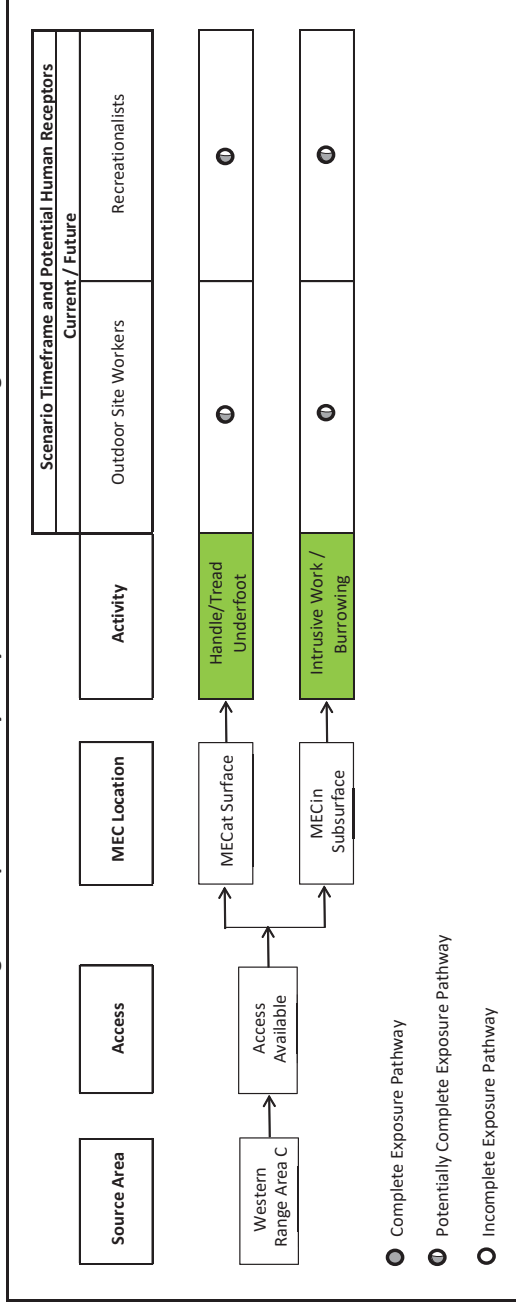 Scenario Timeframe and Potential Human Receptors
Current / Future
Source Area
Access
MEC Location
Activity
Outdoor Site Workers
Recreationalists
Western
Range Area C
Access
Available
MECat Surface
Handle/Tread
Underfoot
MECin
Subsurface
Intrusive Work /
Burrowing
Complete Exposure Pathway
Potentially Complete Exposure Pathway
Incomplete Exposure Pathway